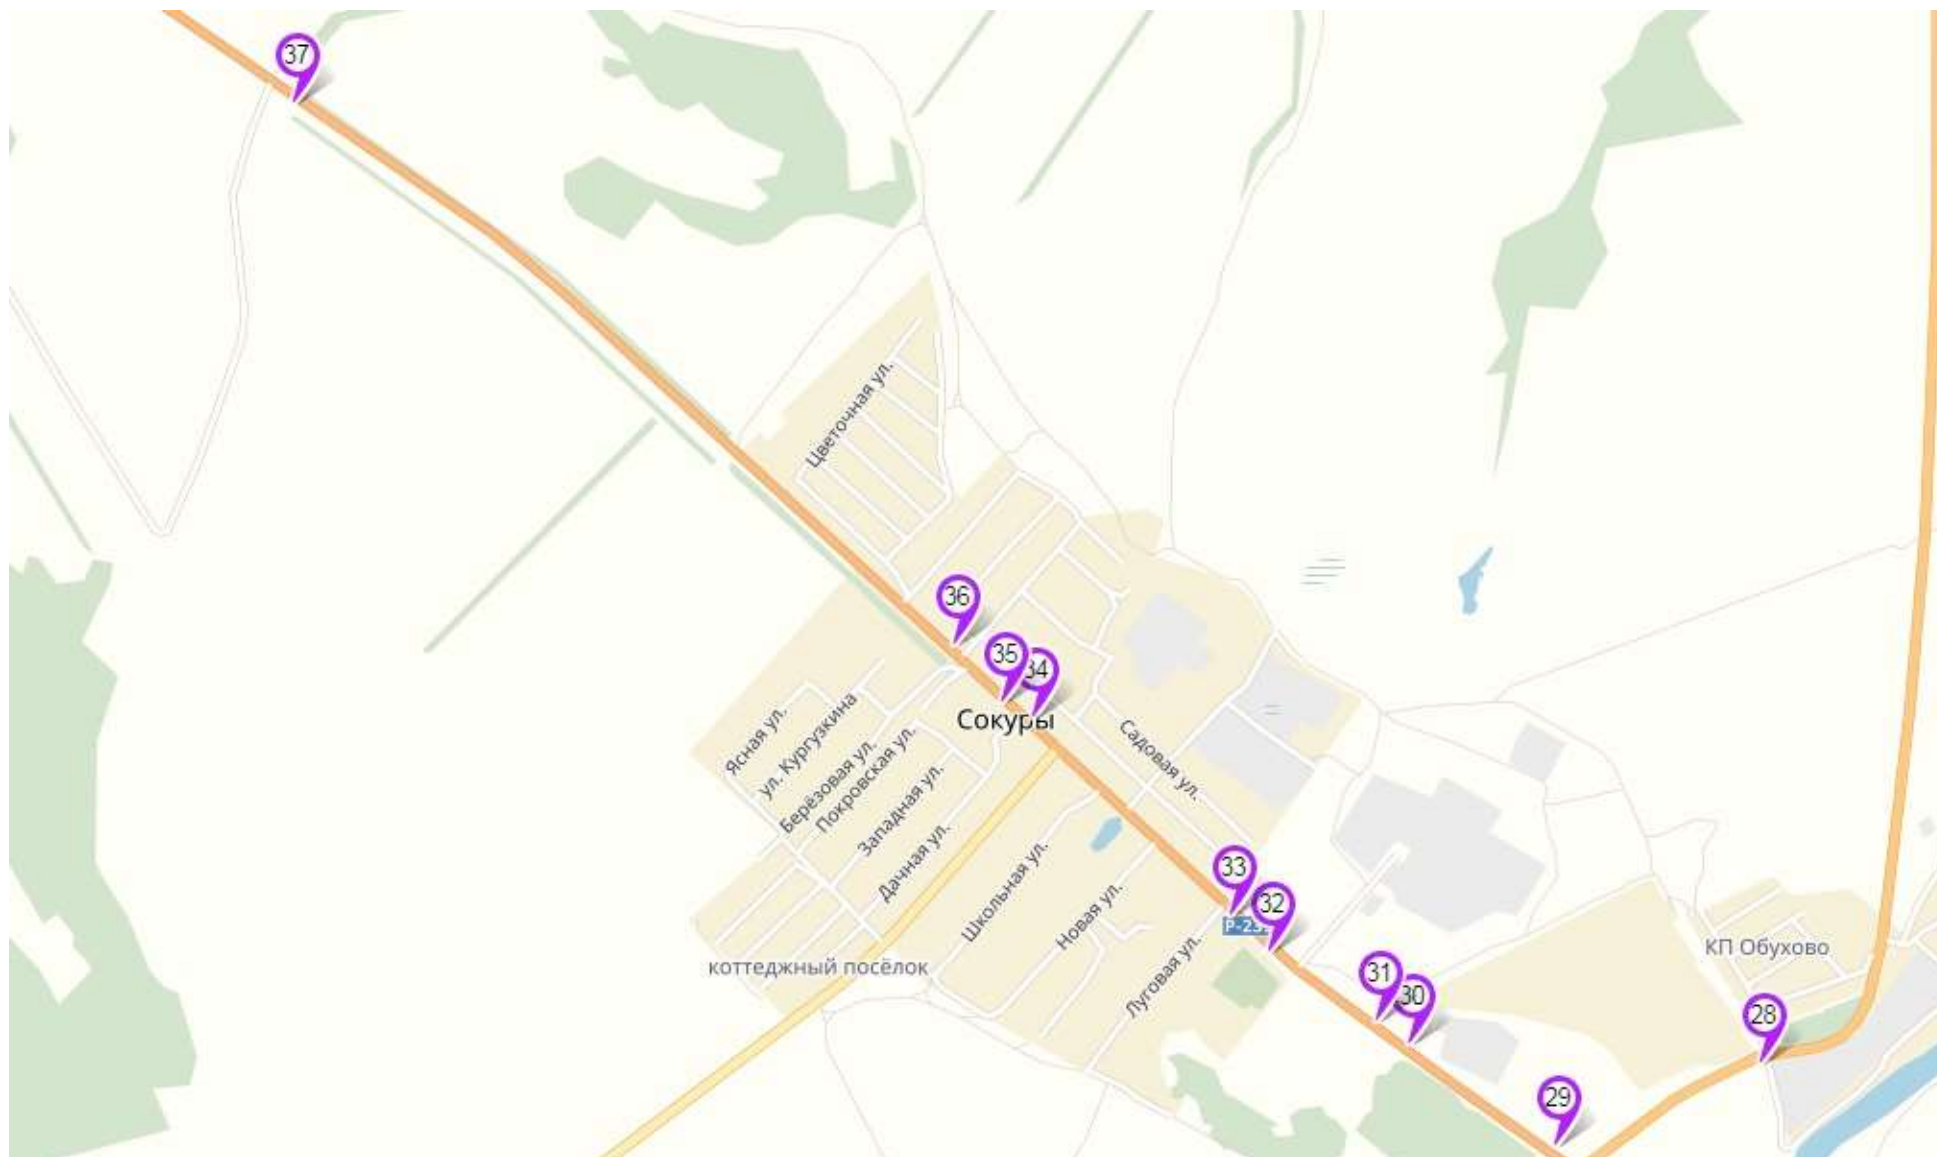 37
Цветочная ул.
36
35
34
Сокуры
Ясная ул.
ул. Кургузкина
Берёзовая ул.
Покровская ул.
Западная ул.
Дачная ул.
Садовая ул.
Школьная ул.
Новая ул.
Луговая ул.
33
32
коттеджный посёлок
31
30
КП Обухово
28
29